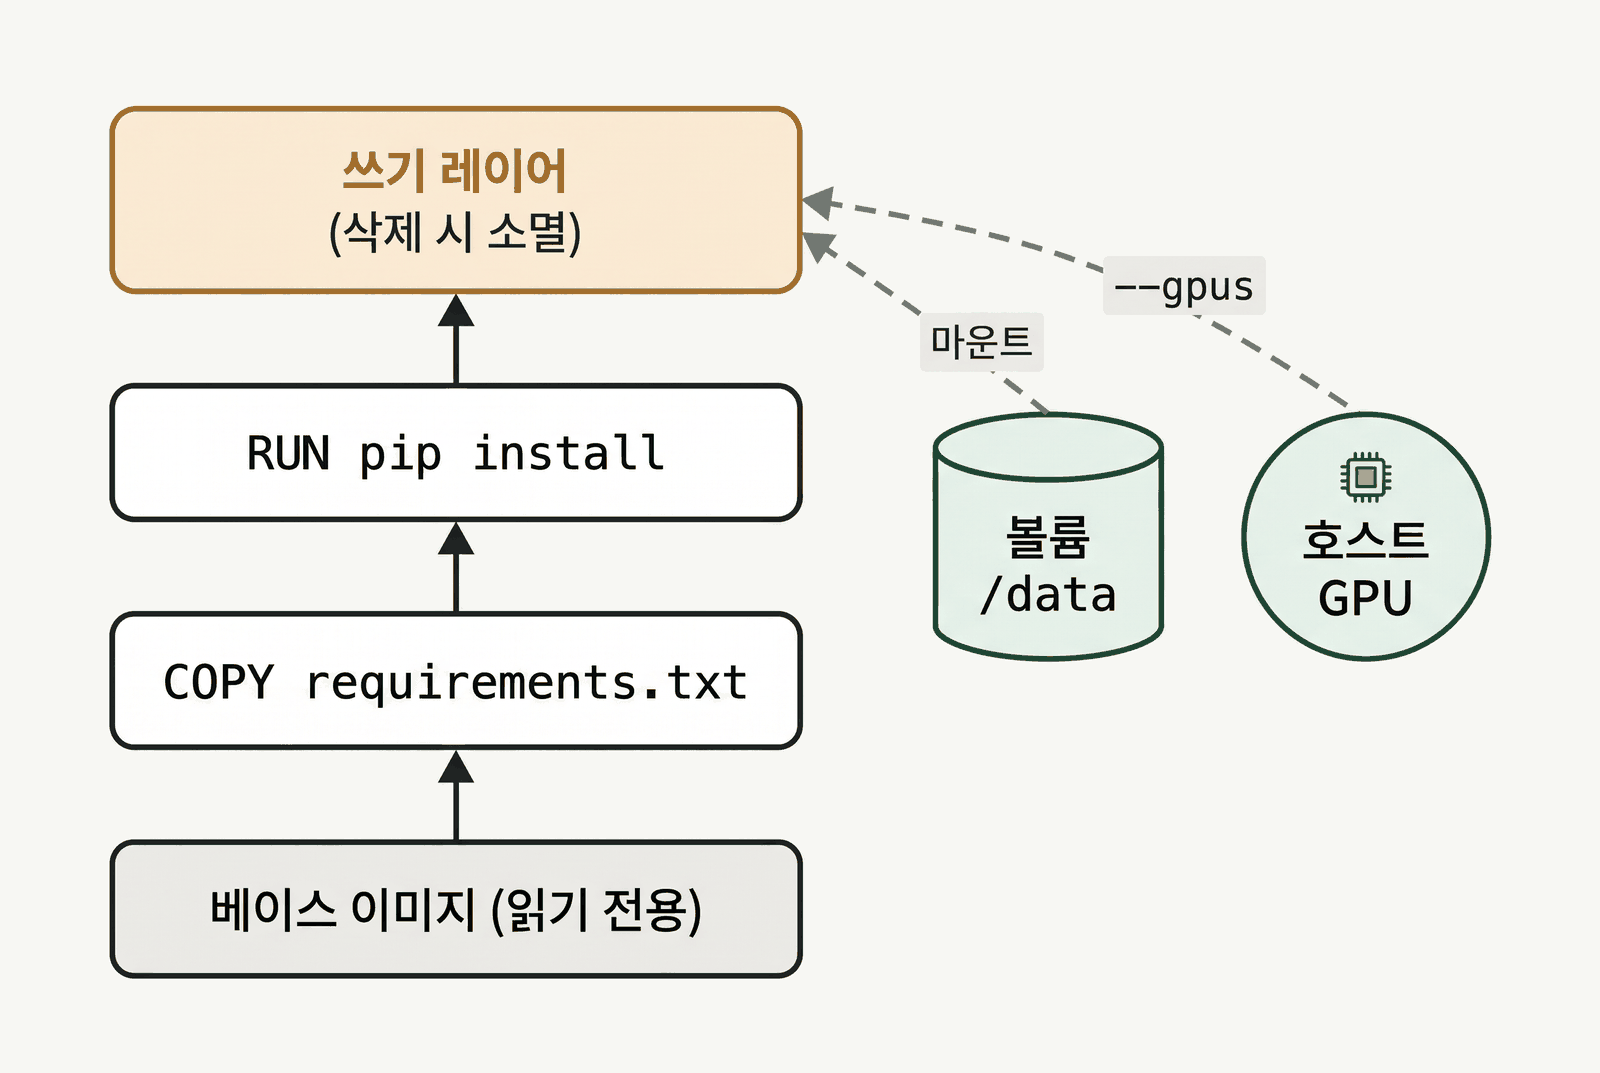 쓰기 레이어
(삭제 시 소멸)
--gpus
마운트
RUN pip install
볼륨
/data
호스트
GPU
COPY requirements.txt
베이스 이미지 (읽기 전용)